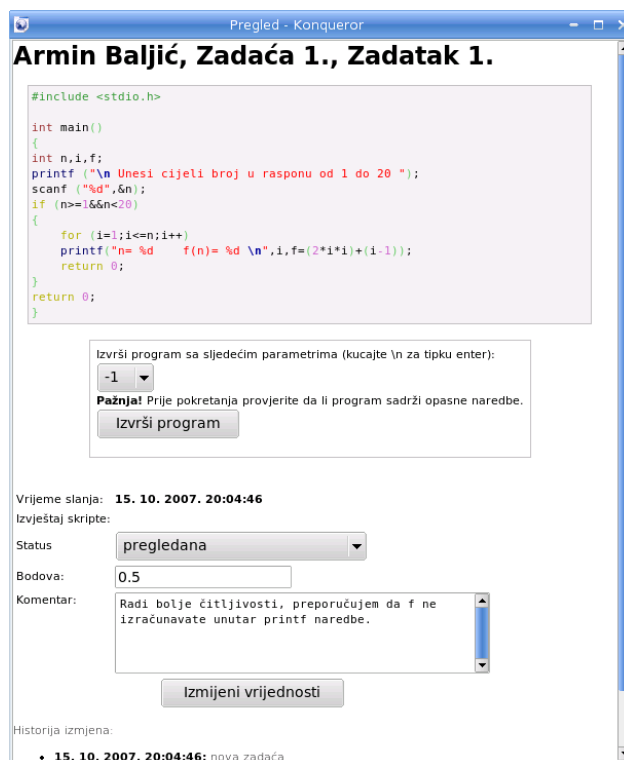 Pregled - Konqueror
Armin Baljić, Zadaća 1., Zadatak 1.
#include <stdio.h>
int main()
{
int n,i,f;
printf ("\n Unesi cijeli broj u rasponu od 1 do 20 ");
scanf ("%d",&n);
if (n>=1&&n<20)
{
for (i=1;i<=n;i++)
printf("n= %d    f(n)= %d \n",i,f=(2*i*i)+(i-1));
return 0;
}
return 0;
}
Izvrši program sa sljedećim parametrima (kucajte \n za tipku enter):
-1
Pažnja! Prije pokretanja provjerite da li program sadrži opasne naredbe.
Izvrši program
Vrijeme slanja: 15. 10. 2007. 20:04:46
Izvještaj skripte:
Status pregledana
Bodova: 0.5
Komentar: Radi bolje čitljivosti, preporučujem da f ne
izračunavate unutar printf naredbe.
Izmijeni vrijednosti
Historija izmjena:
• 15. 10. 2007. 20:04:46: nova zadaća